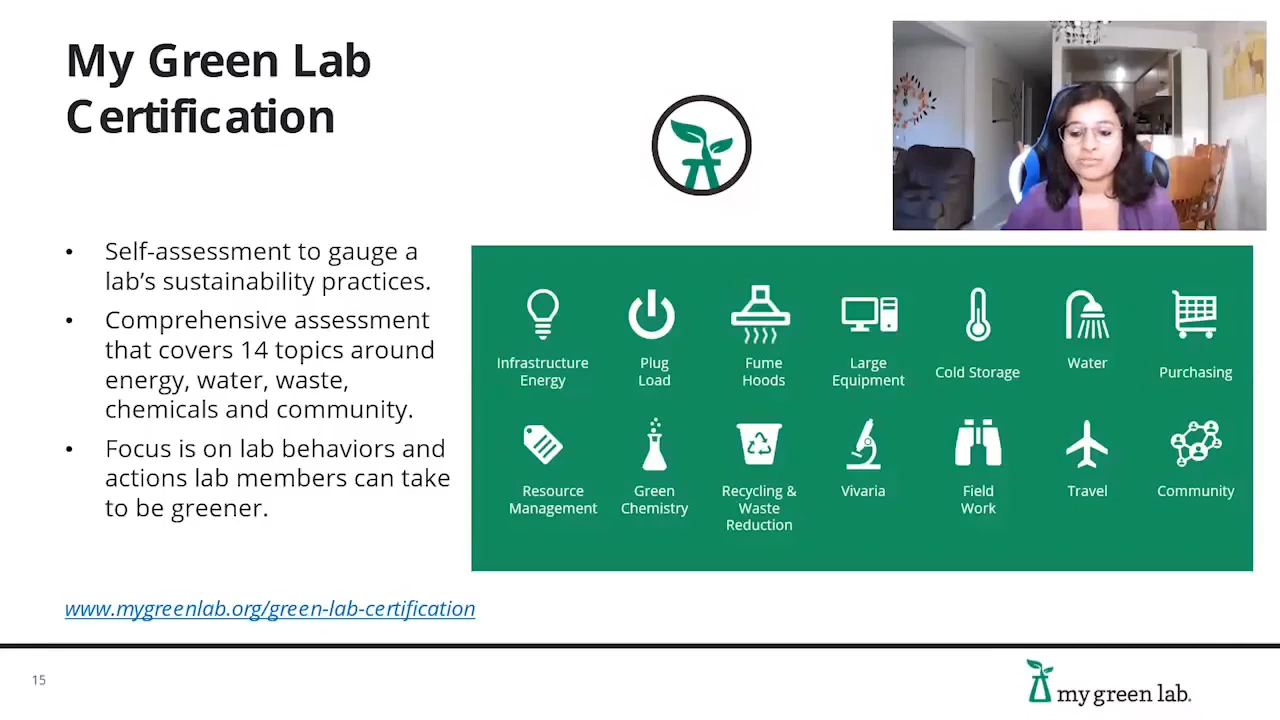 My Green Lab
Certification
• Self-assessment to gauge a
lab’s sustainability practices.
• Comprehensive assessment
that covers 14 topics around
energy, water, waste,
chemicals and community.
• Focus is on lab behaviors and
actions lab members can take
to be greener.
Infrastructure
Energy
Plug
Load
Fume
Hoods
Large
Equipment
Cold Storage
Water
Purchasing
Resource
Management
Green
Chemistry
Recycling &
Waste
Reduction
Vivaria
Field
Work
Travel
Community
www.mygreenlab.org/green-lab-certification
15
my green lab.